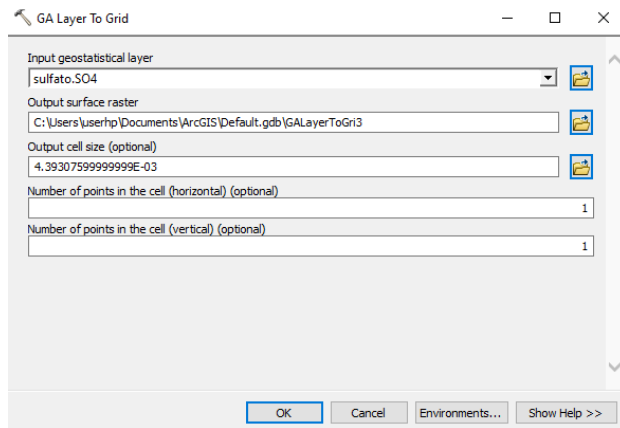 GA Layer To Grid
Input geostatistical layer
sulfato.SO4
Output surface raster
C:\Users\userhp\Documents\ArcGIS\Default.gdb\GALayerToGri3
Output cell size (optional)
4.39307599999999E-03
Number of points in the cell (horizontal) (optional)
1
Number of points in the cell (vertical) (optional)
1
OK Cancel Environments... Show Help >>